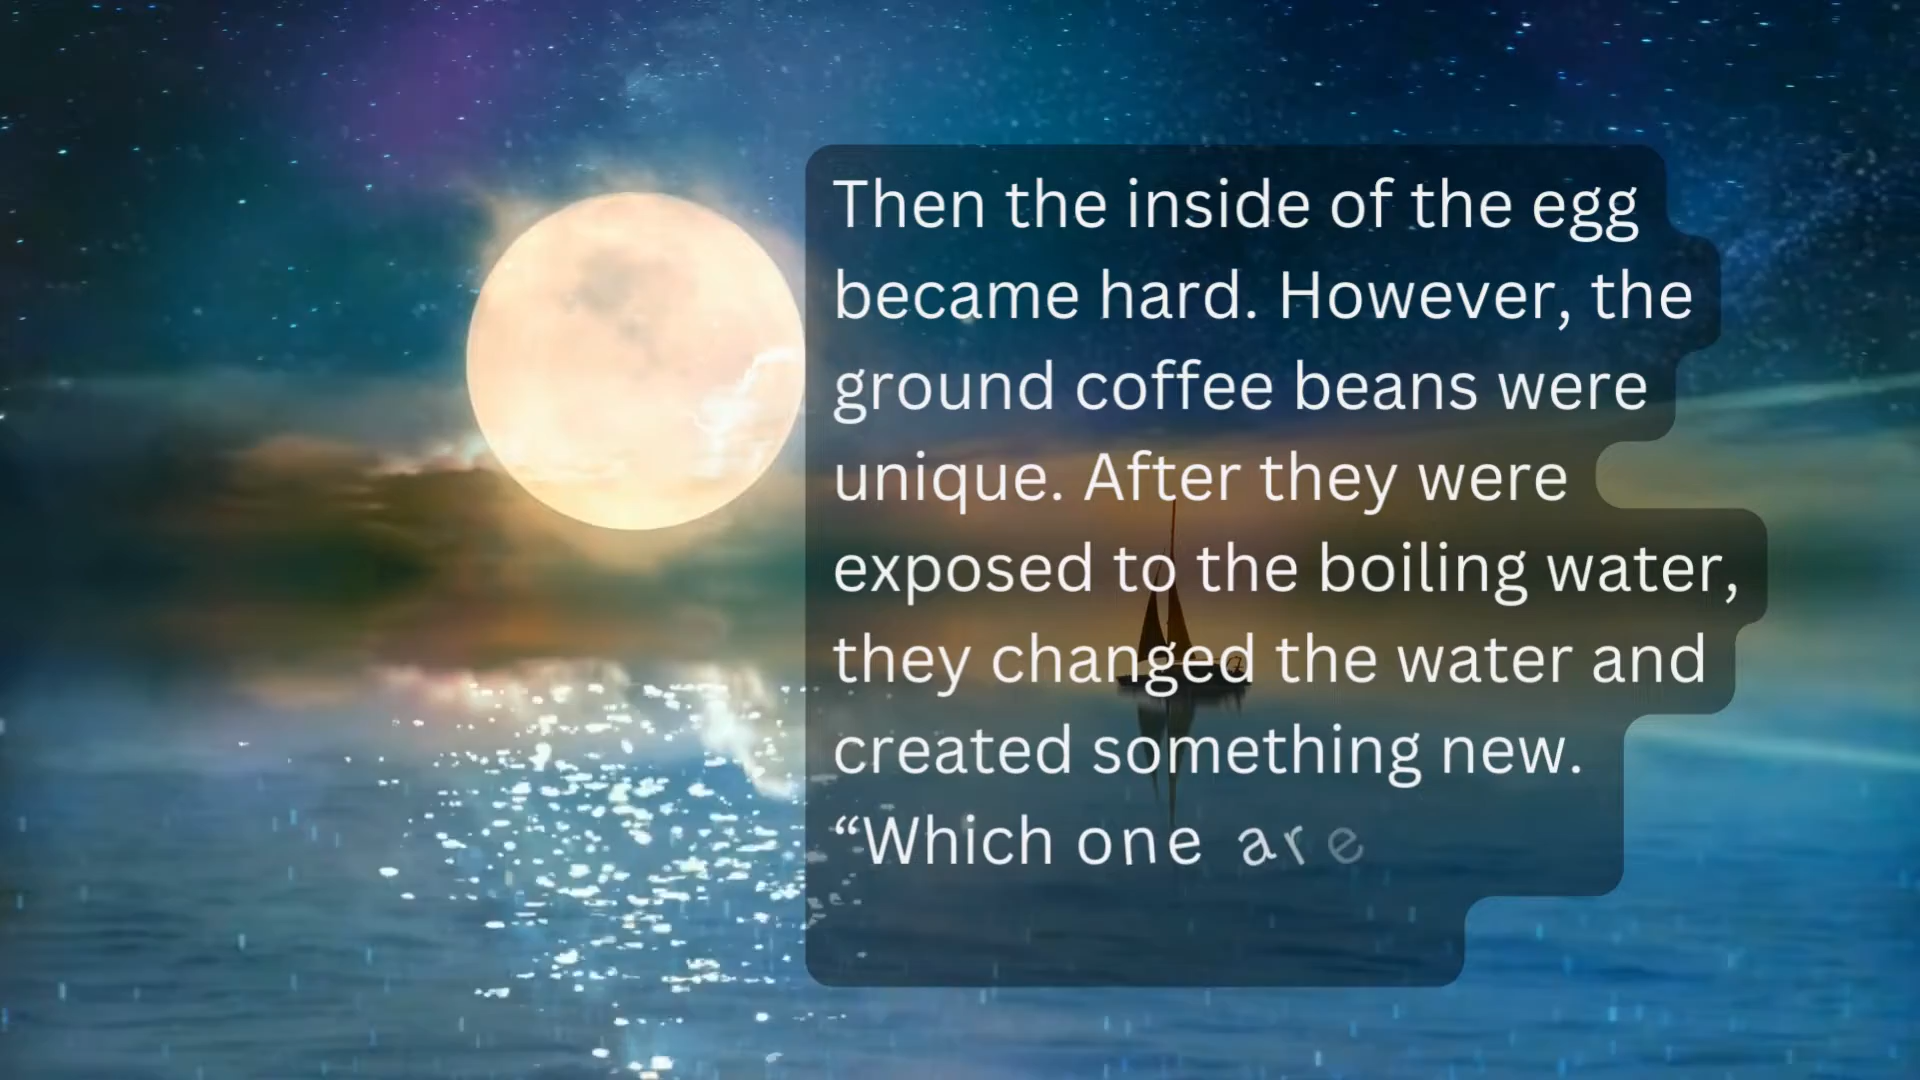 Then the inside of the egg
became hard. However, the
ground coffee beans were
unique. After they were
exposed to the boiling water,
they changed the water and
created something new.
“Which one are